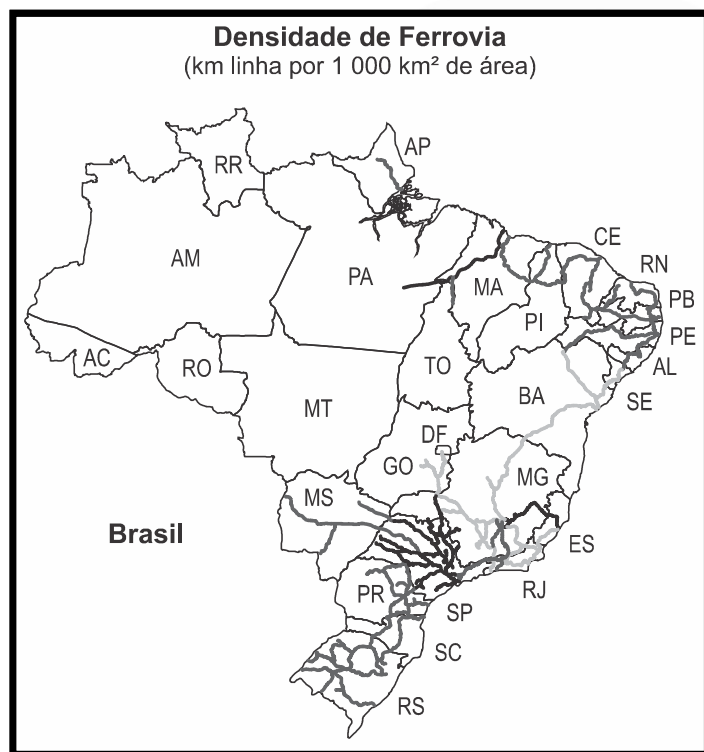 Densidade de Ferrovia
(km linha por 1 000 km² de área)
AP
RR
CE
RN
AM
PA
MA
PB
PI
PE
AC
RO
TO
AL
BA
SE
MT
DF
GO
MG
MS
Brasil
ES
RJ
PR
SP
SC
RS